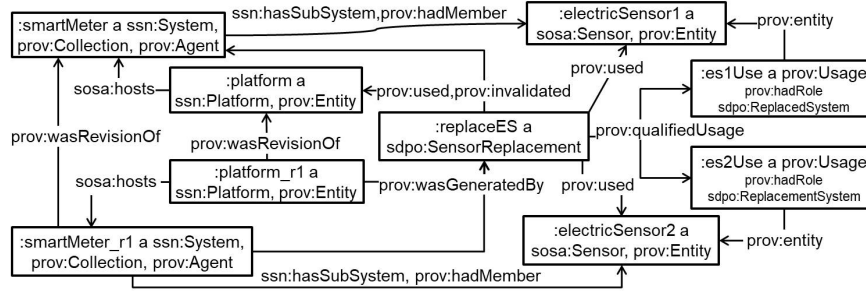 :smartMeter a ssn:System,
prov:Collection, prov:Agent
ssn:hasSubSystem,prov:hadMember
:electricSensor1 a
sosa:Sensor, prov:Entity
prov:entity
sosa:hosts
:platform a
ssn:Platform, prov:Entity
prov:used,prov:invalidated
prov:used
:es1Use a prov:Usage
prov:hadRole
sdpo:ReplacedSystem
prov:wasRevisionOf
prov:wasRevisionOf
:replaceES a
sdpo:SensorReplacement
prov:qualifiedUsage
sosa:hosts
:platform_r1 a
ssn:Platform, prov:Entity
prov:wasGeneratedBy
prov:used
:es2Use a prov:Usage
prov:hadRole
sdpo:ReplacementSystem
:smartMeter_r1 a ssn:System,
prov:Collection, prov:Agent
:electricSensor2 a
sosa:Sensor, prov:Entity
prov:entity
ssn:hasSubSystem, prov:hadMember